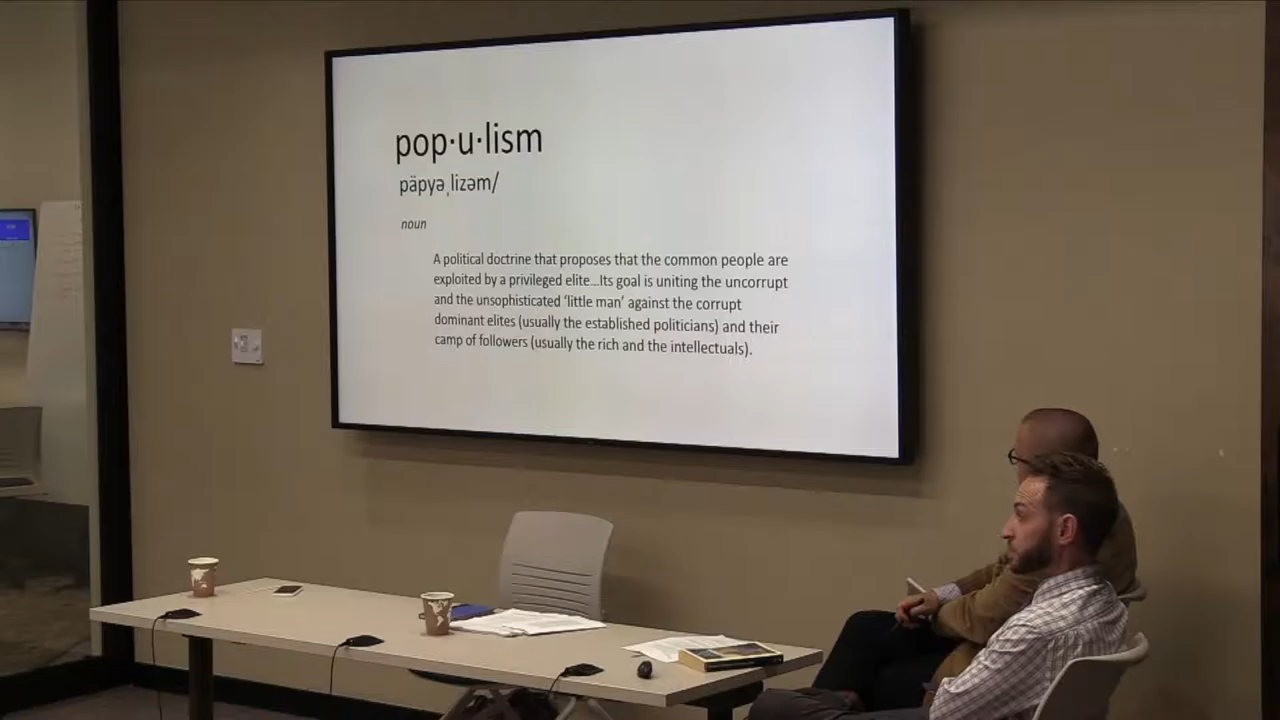 pop·u·lism
päpyəˌlizəm/
noun
A political doctrine that proposes that the common people are
exploited by a privileged elite...Its goal is uniting the uncorrupt
and the unsophisticated ‘little man’ against the corrupt
dominant elites (usually the established politicians) and their
camp of followers (usually the rich and the intellectuals).